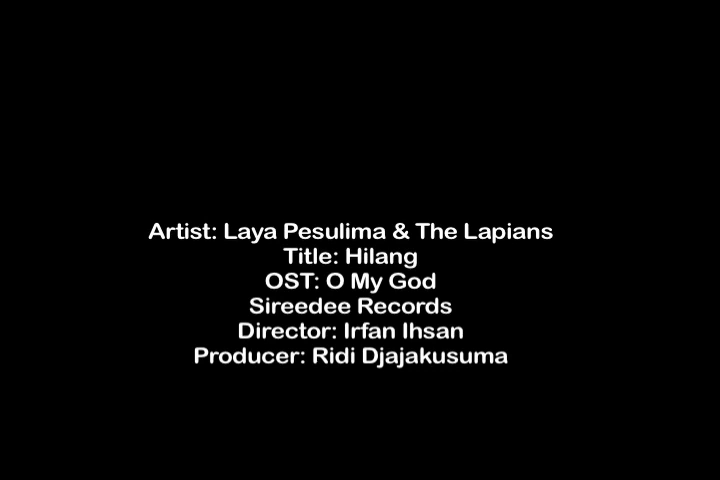 Artist: Laya Pesulima & The Lapians
Title: Hilang
OST: O My God
Sireedee Records
Director: Irfan Ihsan
Producer: Ridi Djajakusuma